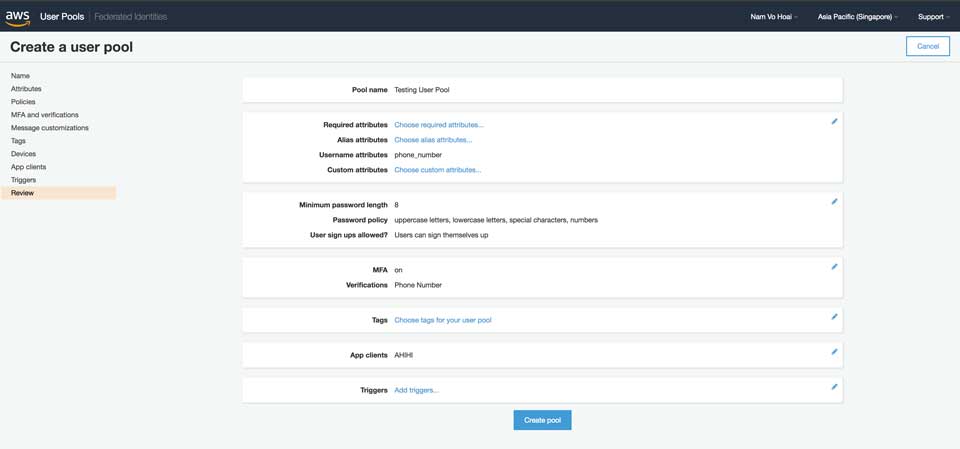 aws User Pools | Federated Identities Nam Vo Hoai Asia Pacific (Singapore) Support
Create a user pool Cancel
Name
Attributes
Policies
MFA and verifications
Message customizations
Tags
Devices
App clients
Triggers
Review
Pool name Testing User Pool
Required attributes Choose required attributes...
Alias attributes Choose alias attributes...
Username attributes phone_number
Custom attributes Choose custom attributes...
Minimum password length 8
Password policy uppercase letters, lowercase letters, special characters, numbers
User sign ups allowed? Users can sign themselves up
MFA on
Verifications Phone Number
Tags Choose tags for your user pool
App clients AHIHI
Triggers Add triggers...
Create pool